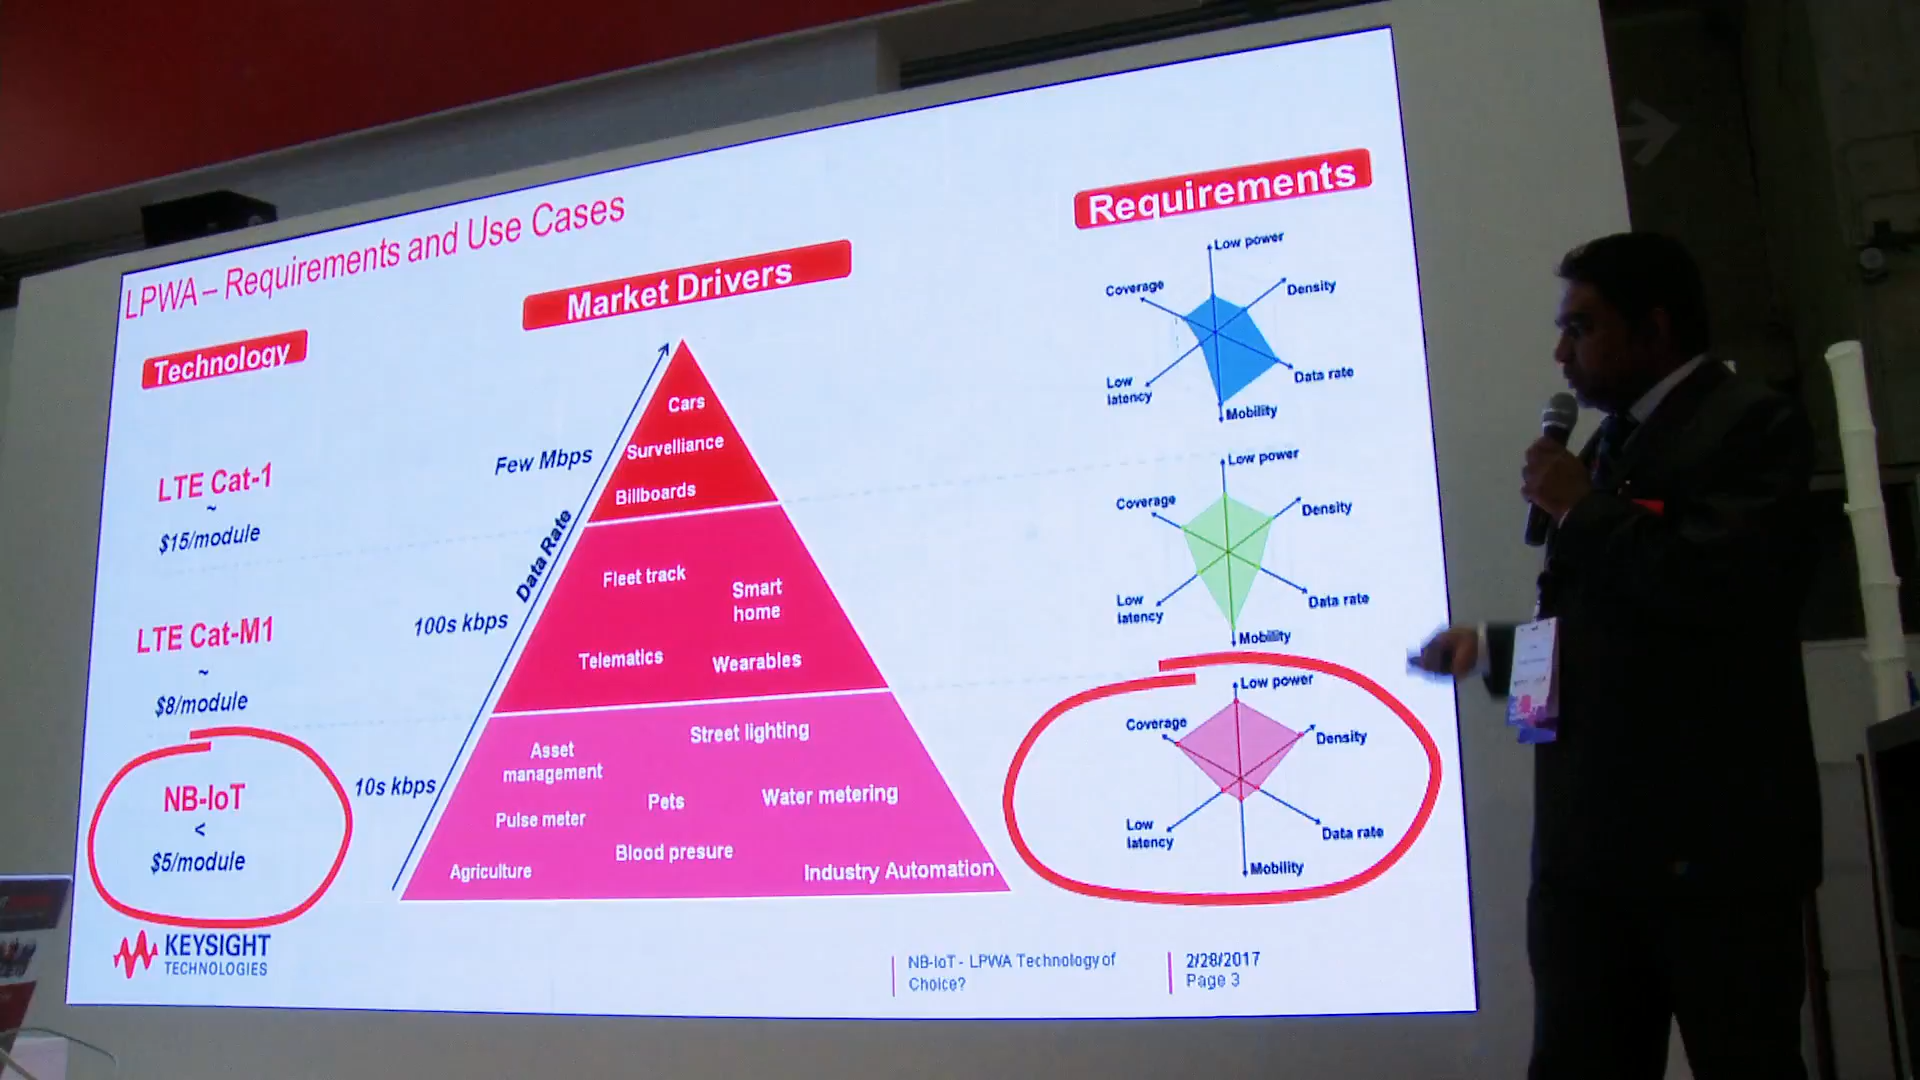 LPWA – Requirements and Use Cases
Technology
Market Drivers
Requirements
LTE Cat-1
~
$15/module
LTE Cat-M1
~
$8/module
NB-IoT
<
$5/module
Data Rate
Few Mbps
100s kbps
10s kbps
Cars
Survelliance
Billboards
Fleet track
Smart
home
Telematics
Wearables
Street lighting
Asset
management
Pets
Water metering
Pulse meter
Blood presure
Agriculture
Industry Automation
Low power
Coverage
Density
Low
latency
Data rate
Mobility
Low power
Coverage
Density
Low
latency
Data rate
Mobility
Low power
Coverage
Density
Low
latency
Data rate
Mobility
KEYSIGHT
TECHNOLOGIES
NB-IoT - LPWA Technology of
Choice?
2/28/2017
Page 3